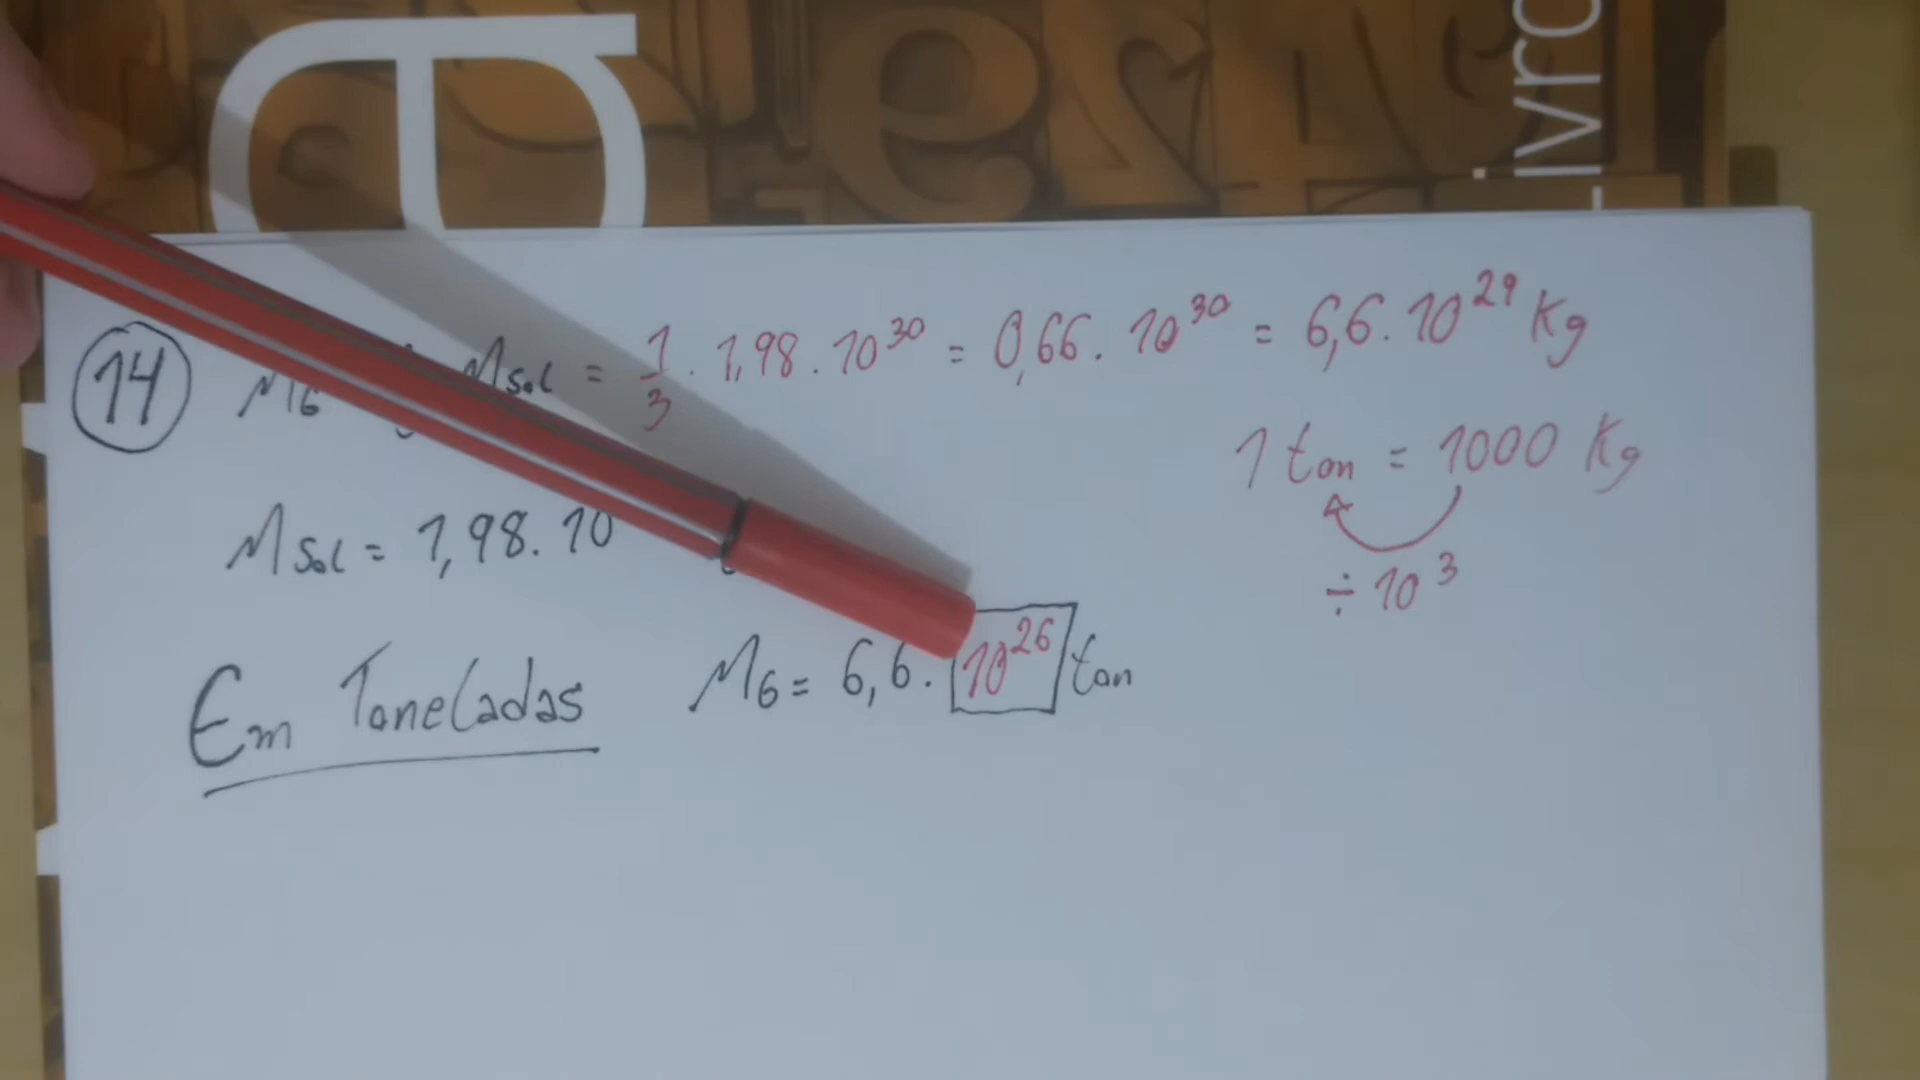 Livro
14 MG MSol = 1/3 . 1,98 . 10^30 = 0,66 . 10^30 = 6,6 . 10^29 Kg
1 ton = 1000 Kg
÷ 10^3
MSol = 1,98 . 10
Em Toneladas MG = 6,6 . 10^26 ton